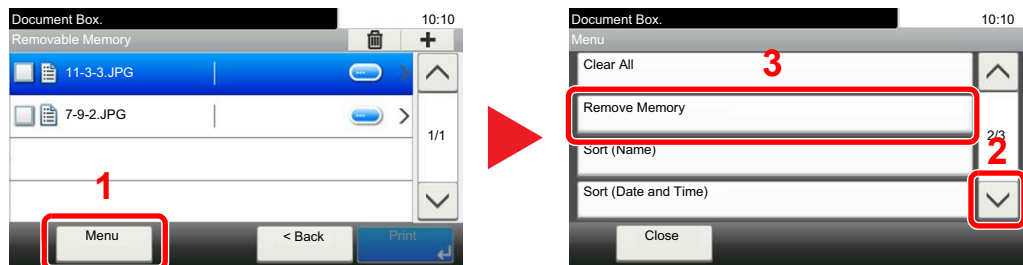 Document Box.
10:10
Removable Memory
11-3-3.JPG
7-9-2.JPG
1/1
1
Menu
< Back
Print
Document Box.
10:10
Menu
Clear All
3
Remove Memory
2/3
Sort (Name)
2
Sort (Date and Time)
Close